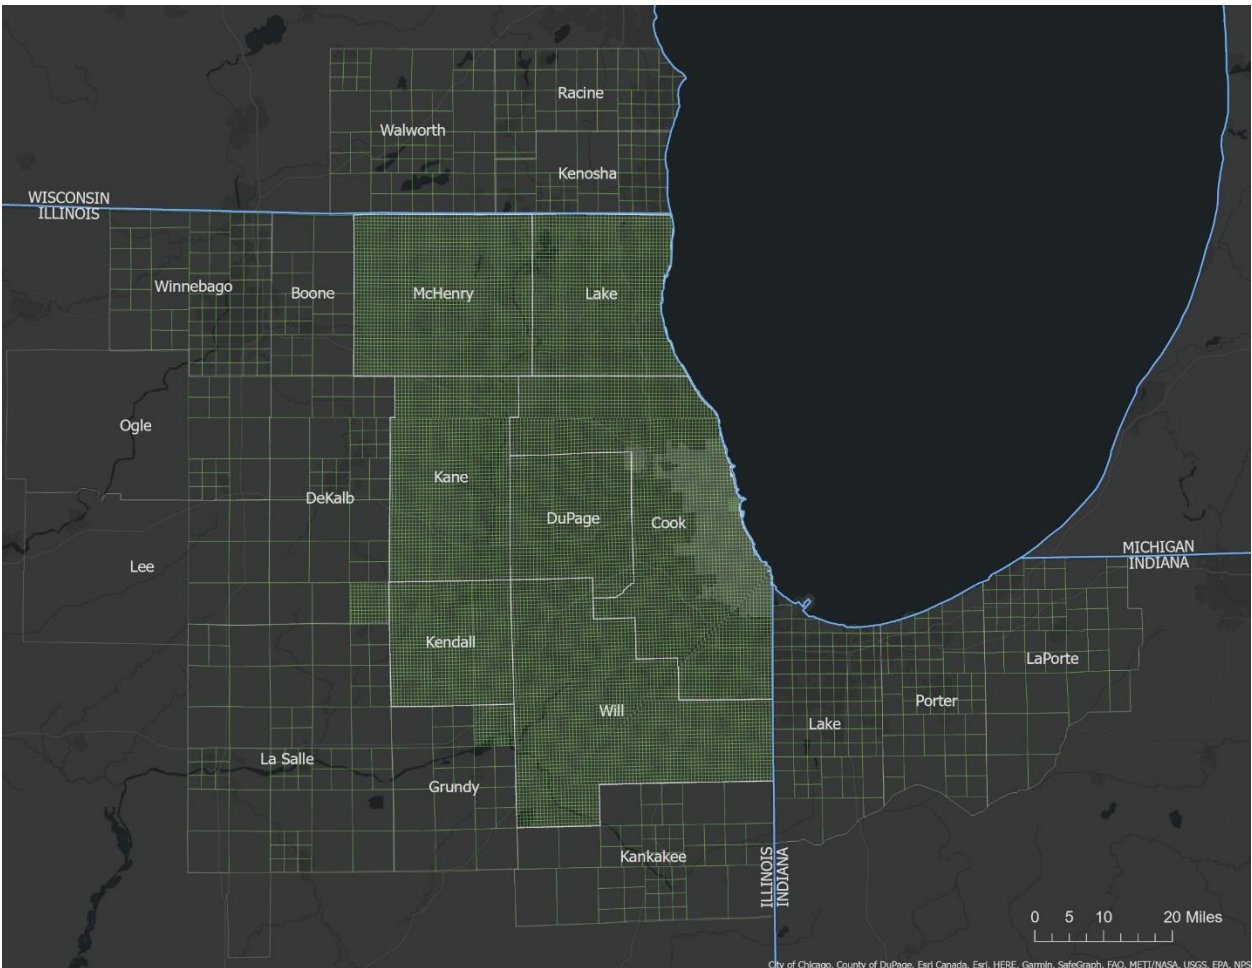 Racine
Walworth
Kenosha
WISCONSIN
ILLINOIS
Winnebago
Boone
McHenry
Lake
Ogle
Kane
DeKalb
DuPage
Cook
Lee
MICHIGAN
INDIANA
Kendall
LaPorte
Porter
Will
Lake
La Salle
Grundy
Kankakee
ILLINOIS
INDIANA
0 5 10 20 Miles
City of Chicago, County of DuPage, Esri Canada, Esri, HERE, Garmin, SafeGraph, FAO, METI/NASA, USGS, EPA, NPS